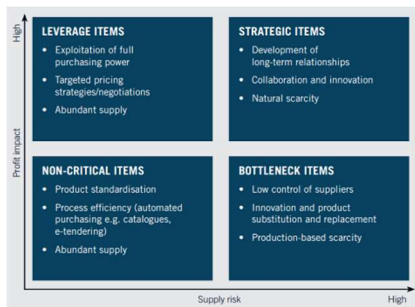 High
LEVERAGE ITEMS
• Exploitation of full
purchasing power
• Targeted pricing
strategies/negotiations
• Abundant supply
STRATEGIC ITEMS
• Development of
long-term relationships
• Collaboration and innovation
• Natural scarcity
Profit impact
NON-CRITICAL ITEMS
• Product standardisation
• Process efficiency (automated
purchasing e.g. catalogues,
e-tendering)
• Abundant supply
BOTTLENECK ITEMS
• Low control of suppliers
• Innovation and product
substitution and replacement
• Production-based scarcity
Supply risk
High